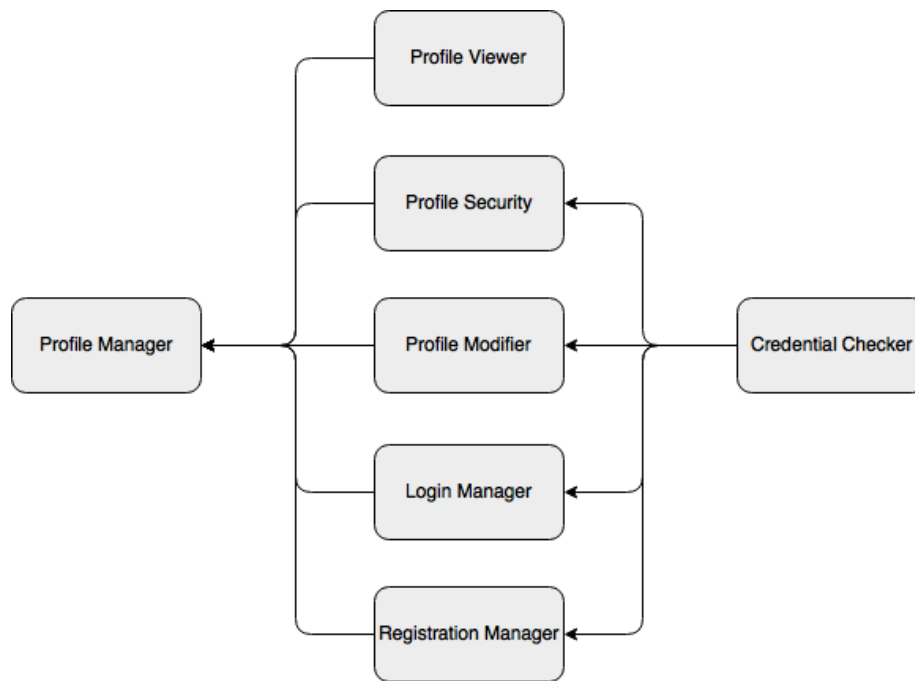 Profile Viewer
Profile Security
Profile Manager
Profile Modifier
Credential Checker
Login Manager
Registration Manager